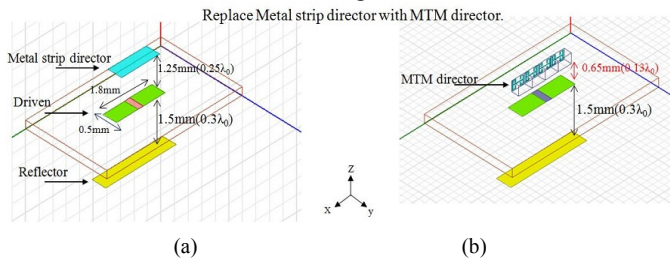 Replace Metal strip director with MTM director.
Metal strip director
1.25mm(0.25λ0)
1.8mm
Driven
0.5mm
1.5mm(0.3λ0)
Reflector
MTM director
0.65mm(0.13λ0)
1.5mm(0.3λ0)
Z
X
y
(a)
(b)